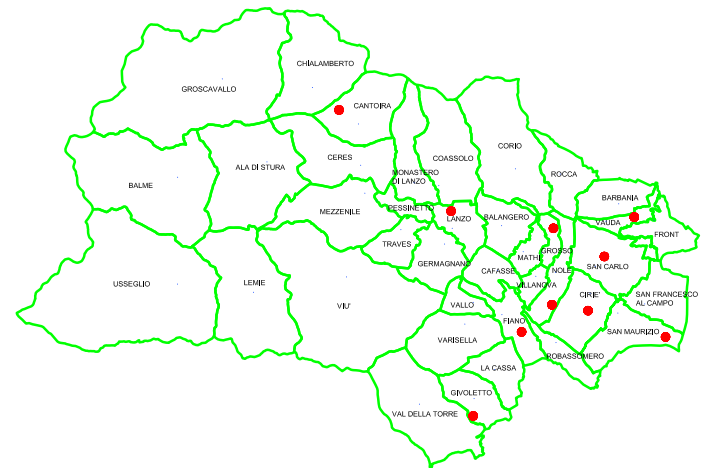 CHIALAMBERTO
GROSCAVALLO
CANTOIRA
CORIO
CERES
COASSOLO
ALA DI STURA
MONASTERO
DI LANZO
ROCCA
BALME
BARBANIA
MEZZENILE
PESSINETTO
LANZO
BALANGERO
VAUDA
FRONT
TRAVES
GROSSO
MATHI
GERMAGNANO
CAFASSE
NOLE
SAN CARLO
USSEGLIO
LEMIE
VILLANOVA
CIRIE'
SAN FRANCESCO
AL CAMPO
VIU'
VALLO
FIANO
SAN MAURIZIO
VARISELLA
ROBASSOMERO
LA CASSA
GIVOLETTO
VAL DELLA TORRE